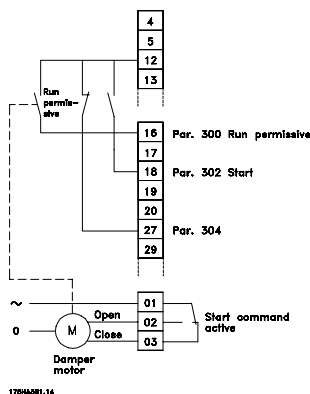 4
5
12
13
Run
permis-
sive
16 Par. 300 Run permissive
17
18 Par. 302 Start
19
20
27 Par. 304
29
~ 01
Open 02 Start command
active
0 M
Close 03
Damper
motor
175HA581.14